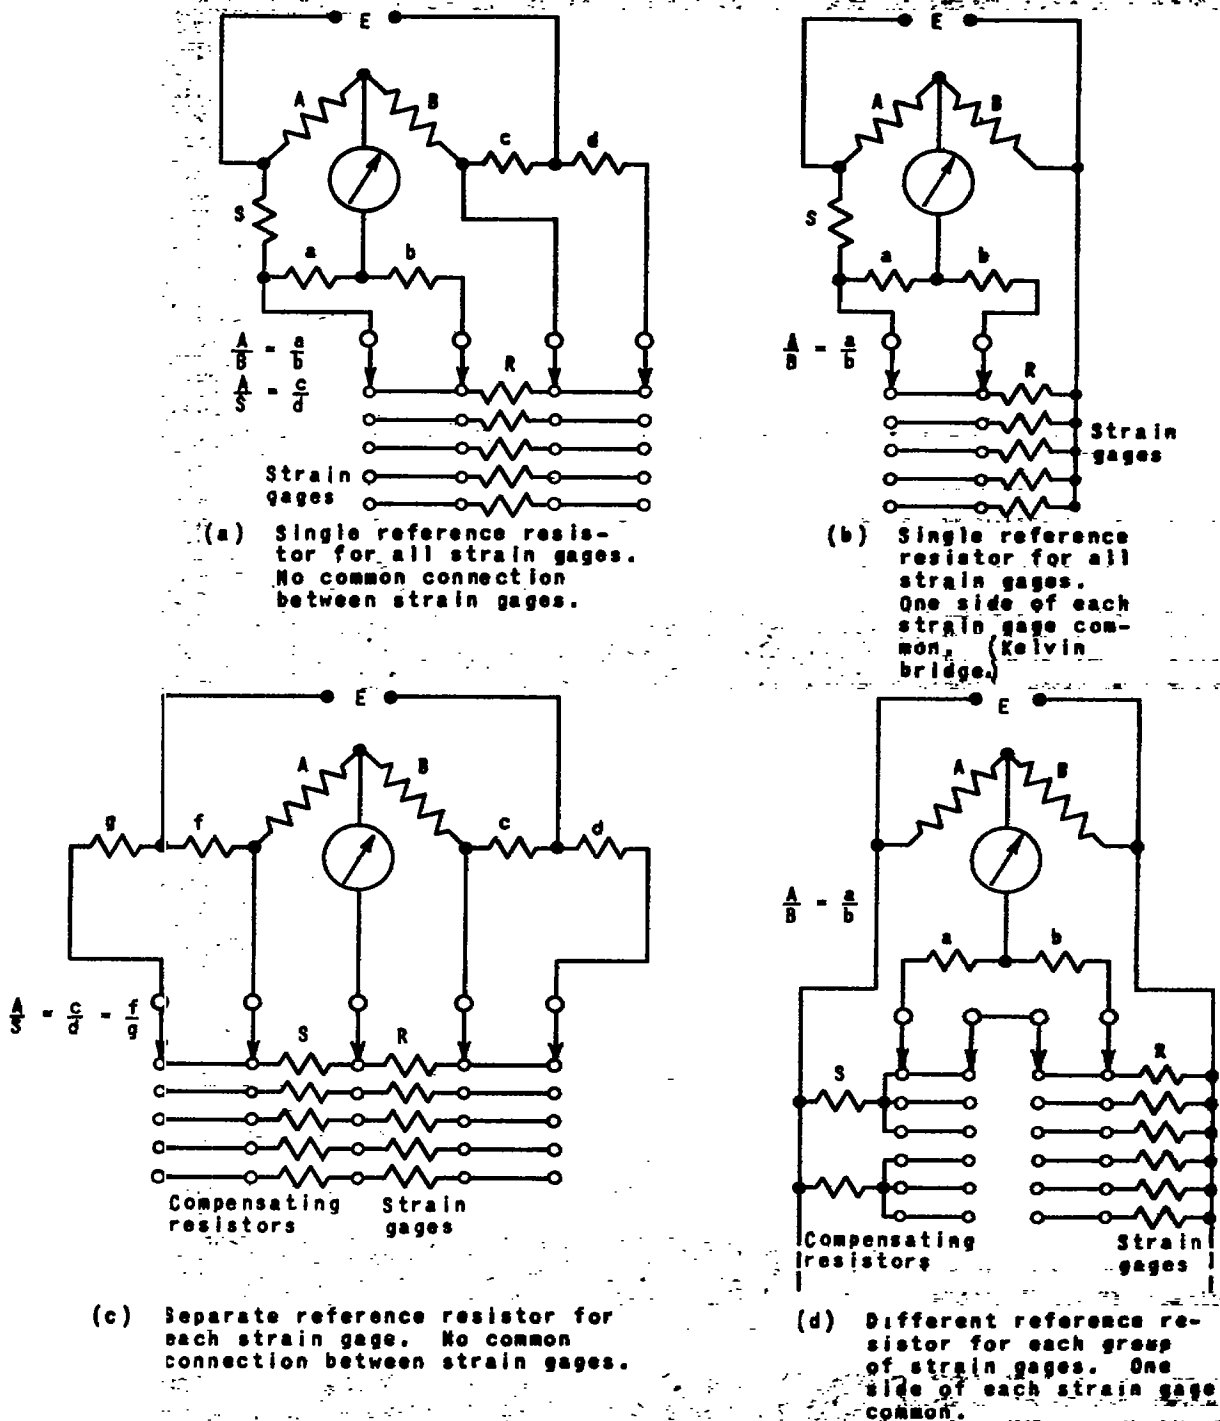 E
A
B
c
d
S
a
b
A/B = a/b
A/S = c/d
R
Strain
gages
(a) Single reference resis-
tor for all strain gages.
No common connection
between strain gages.
E
A
B
S
a
b
A/B = a/b
R
Strain
gages
(b) Single reference
resistor for all
strain gages.
One side of each
strain gage com-
mon. (Kelvin
bridge.)
E
A
B
g
f
c
d
A/S = c/d = f/g
S
R
Compensating
resistors
Strain
gages
(c) Separate reference resistor for
each strain gage. No common
connection between strain gages.
E
A
B
A/B = a/b
a
b
S
R
Compensating
resistors
Strain
gages
(d) Different reference re-
sistor for each group
of strain gages. One
side of each strain gage
common.